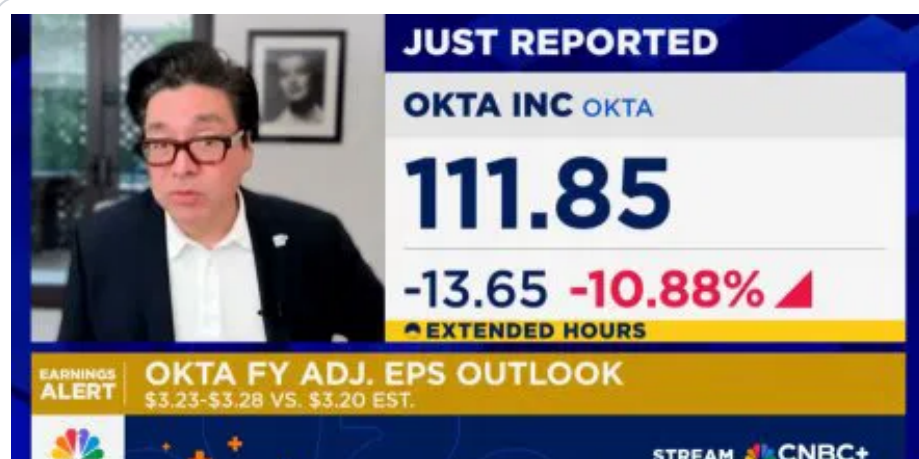 JUST REPORTED
OKTA INC OKTA
111.85
-13.65 -10.88%
EXTENDED HOURS
EARNINGS ALERT
OKTA FY ADJ. EPS OUTLOOK
$3.23-$3.28 VS. $3.20 EST.
STREAM CNBC+